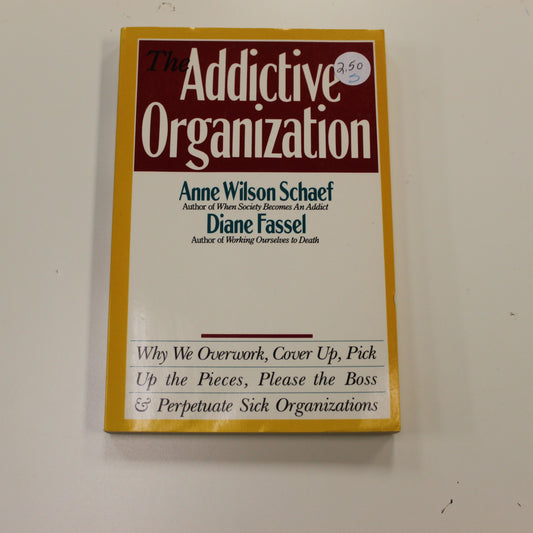 The Addictive
Organization
2.50
Anne Wilson Schaef
Author of When Society Becomes An Addict
Diane Fassel
Author of Working Ourselves to Death
Why We Overwork, Cover Up, Pick
Up the Pieces, Please the Boss
& Perpetuate Sick Organizations